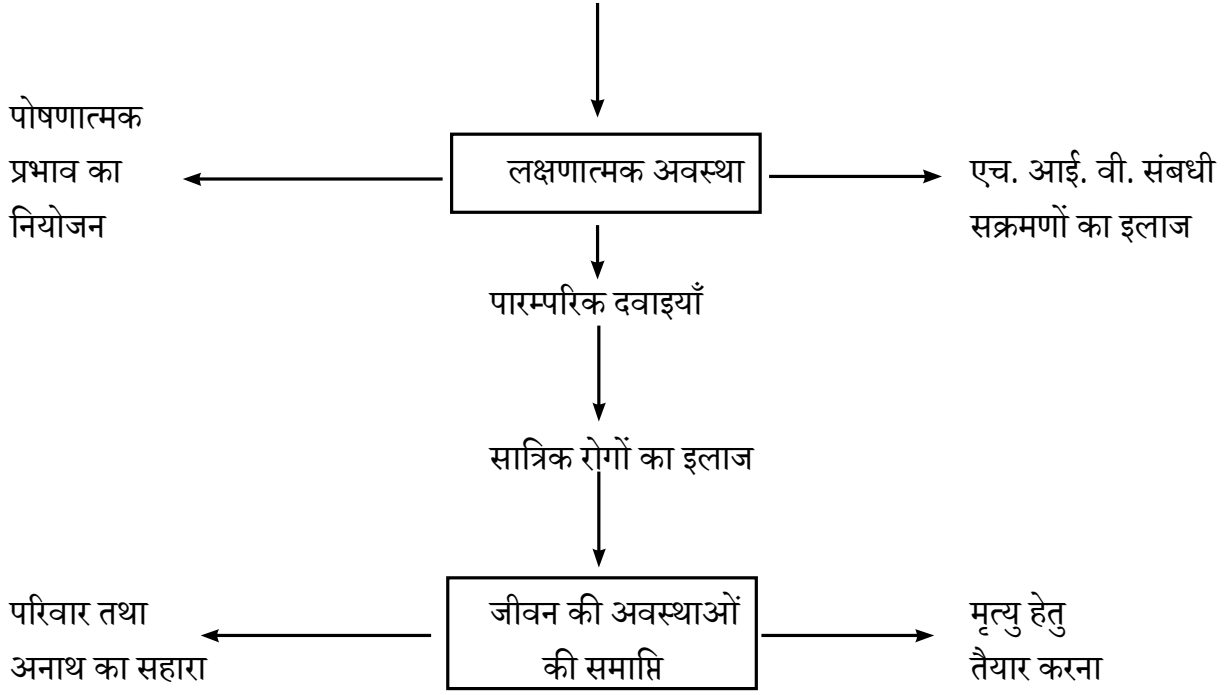 पोषणात्मक
प्रभाव का
नियोजन
लक्षणात्मक अवस्था
एच. आई. वी. संबधी
सक्रमणों का इलाज
पारम्परिक दवाइयाँ
सात्रिक रोगों का इलाज
परिवार तथा
अनाथ का सहारा
जीवन की अवस्थाओं
की समाप्ति
मृत्यु हेतु
तैयार करना